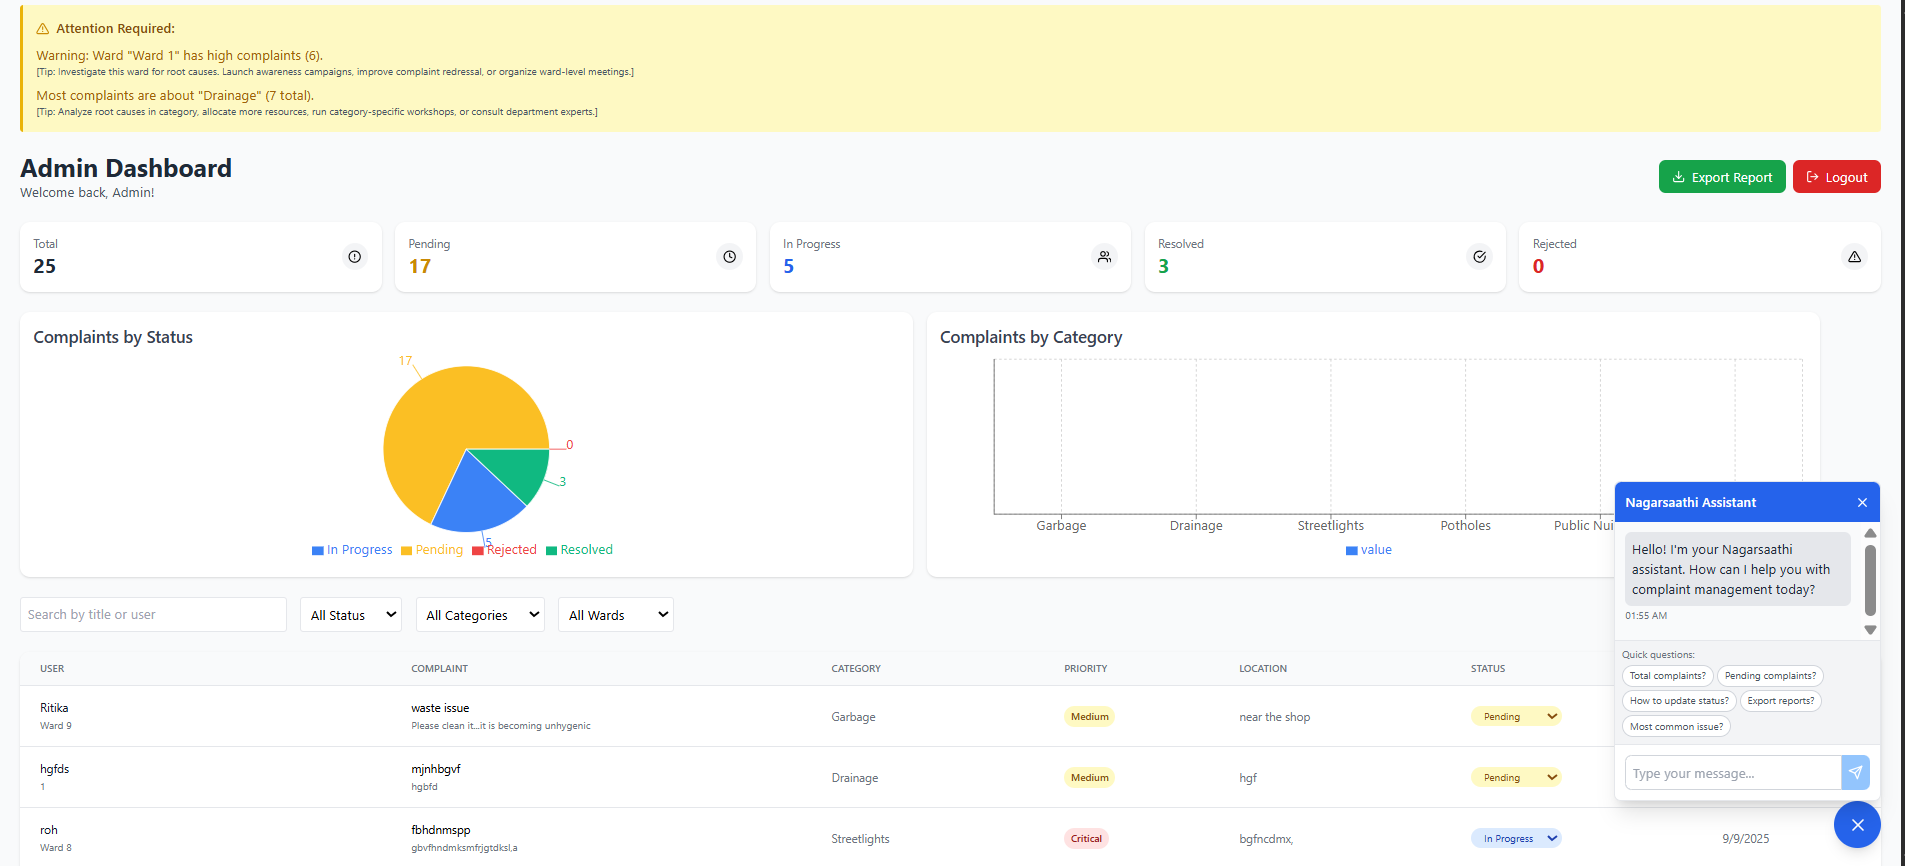 Attention Required:
Warning: Ward "Ward 1" has high complaints (6).
[Tip: Investigate this ward for root causes. Launch awareness campaigns, improve complaint redressal, or organize ward-level meetings.]
Most complaints are about "Drainage" (7 total).
[Tip: Analyze root causes in category, allocate more resources, run category-specific workshops, or consult department experts.]
Admin Dashboard
Welcome back, Admin!
Export Report
Logout
Total
25
Pending
17
In Progress
5
Resolved
3
Rejected
0
Complaints by Status
17
0
3
5
In Progress Pending Rejected Resolved
Complaints by Category
Garbage Drainage Streetlights Potholes Public Nui
value
Search by title or user
All Status
All Categories
All Wards
USER COMPLAINT CATEGORY PRIORITY LOCATION STATUS
Ritika
Ward 9
waste issue
Please clean it...it is becoming unhygenic
Garbage
Medium
near the shop
Pending
hgfds
1
mjnhbgvf
hgbfd
Drainage
Medium
hgf
Pending
roh
Ward 8
fbhdnmspp
gbvfhndmksmfrjgtdksl,a
Streetlights
Critical
bgfncdmx,
In Progress
9/9/2025
Nagarsaathi Assistant
Hello! I'm your Nagarsaathi
assistant. How can I help you with
complaint management today?
01:55 AM
Quick questions:
Total complaints? Pending complaints?
How to update status? Export reports?
Most common issue?
Type your message...